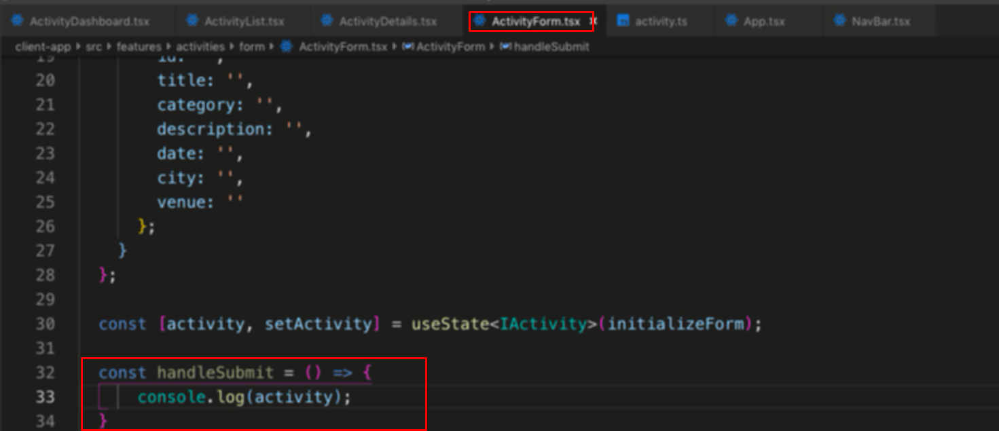 ActivityDashboard.tsx ActivityList.tsx ActivityDetails.tsx ActivityForm.tsx x TS activity.ts App.tsx NavBar.tsx
client-app src features activities form ActivityForm.tsx ActivityForm handleSubmit
19 id: '',
20 title: '',
21 category: '',
22 description: '',
23 date: '',
24 city: '',
25 venue: ''
26 };
27 }
28 };
29
30 const [activity, setActivity] = useState<IActivity>(initializeForm);
31
32 const handleSubmit = () => {
33 console.log(activity);
34 }